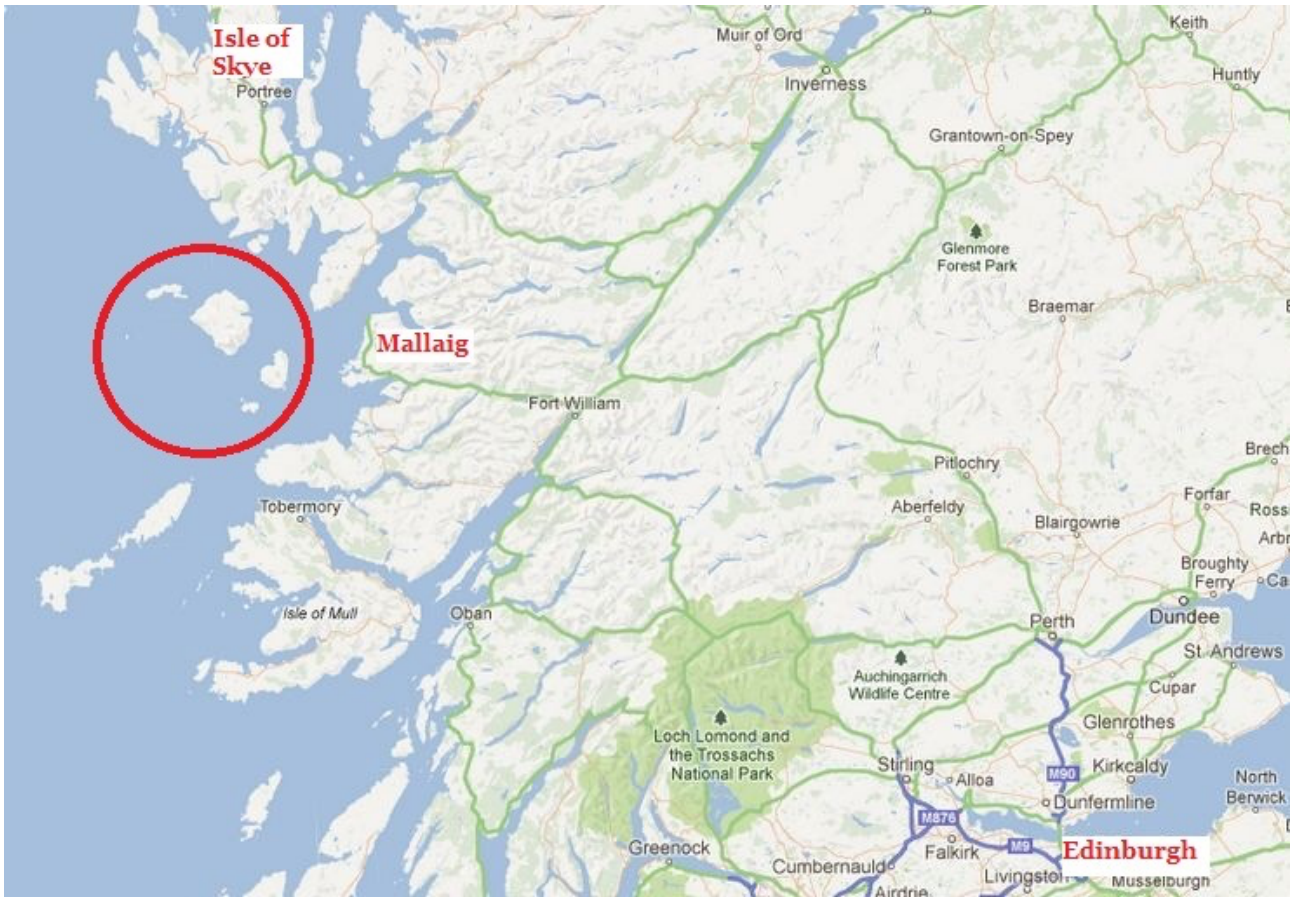 Isle of
Skye
Portree
Muir of Ord
Inverness
Keith
Huntly
Grantown-on-Spey
Glenmore
Forest Park
Braemar
Mallaig
Fort William
Pitlochry
Aberfeldy
Blairgowrie
Brech
Forfar
Rossi
Arbr
Tobermory
Isle of Mull
Oban
Broughty
Ferry
Ca
Dundee
Perth
St Andrews
Cupar
Auchingarrich
Wildlife Centre
Glenrothes
Loch Lomond and
the Trossachs
National Park
Stirling
Alloa
M90
Kirkcaldy
Dunfermline
North
Berwick
M876
M9
Edinburgh
Greenock
Cumbernauld
Falkirk
Livingston
Musselburgh
Airdrie